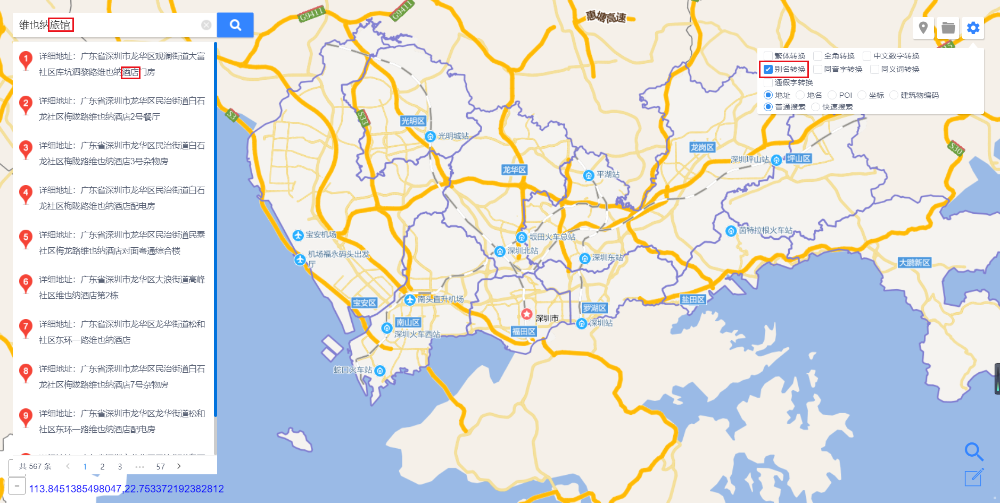 维也纳旅馆
1
详细地址：广东省深圳市龙华区观澜街道大富
社区库坑泗黎路维也纳酒店门房
2
详细地址：广东省深圳市龙华区民治街道白石
龙社区梅陇路维也纳酒店2号餐厅
3
详细地址：广东省深圳市龙华区民治街道白石
龙社区梅陇路维也纳酒店3号杂物房
4
详细地址：广东省深圳市龙华区民治街道白石
龙社区梅陇路维也纳酒店配电房
5
详细地址：广东省深圳市龙华区民治街道民泰
社区梅龙路维也纳酒店对面粤通综合楼
6
详细地址：广东省深圳市龙华区大浪街道高峰
社区维也纳酒店第2栋
7
详细地址：广东省深圳市龙华区龙华街道松和
社区东环一路维也纳酒店
8
详细地址：广东省深圳市龙华区民治街道白石
龙社区梅陇路维也纳酒店7号杂物房
9
详细地址：广东省深圳市龙华区龙华街道松和
社区东环一路维也纳酒店配电房
共 567 条 < 1 2 3 ··· 57 >
－
113.8451385498047,22.753372192382812
繁体转换 全角转换 中文数字转换
别名转换 同音字转换 同义词转换
通假字转换
地址 地名 POI 坐标 建筑物编码
普通搜索 快速搜索
G9411
G9411
惠塘高速
S3
S33
S30
光明区
光明城站
龙华区
平湖站
龙岗区
深圳坪山站
坪山区
宝安机场
机场福永码头出发
厅
坂田火车总站
深圳北站
深圳东站
茵特拉根火车站
大鹏新区
宝安区
南头直升机场
盐田区
罗湖区
深圳市
深圳站
南山区
福田区
深圳火车西站
蛇口火车站